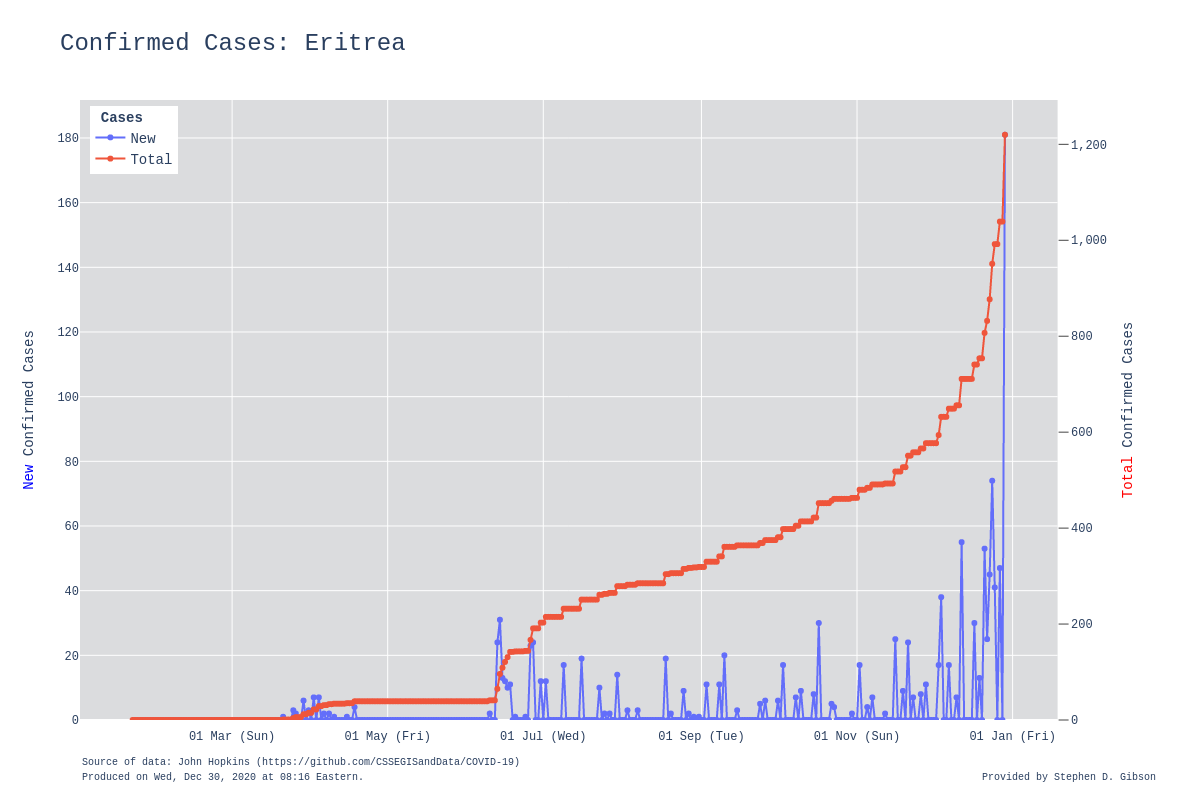 Confirmed Cases: Eritrea
Cases
New
Total
180
160
140
120
100
80
60
40
20
0
1,200
1,000
800
600
400
200
0
New Confirmed Cases
Total Confirmed Cases
01 Mar (Sun)
01 May (Fri)
01 Jul (Wed)
01 Sep (Tue)
01 Nov (Sun)
01 Jan (Fri)
Source of data: John Hopkins (https://github.com/CSSEGISandData/COVID-19)
Produced on Wed, Dec 30, 2020 at 08:16 Eastern.
Provided by Stephen D. Gibson